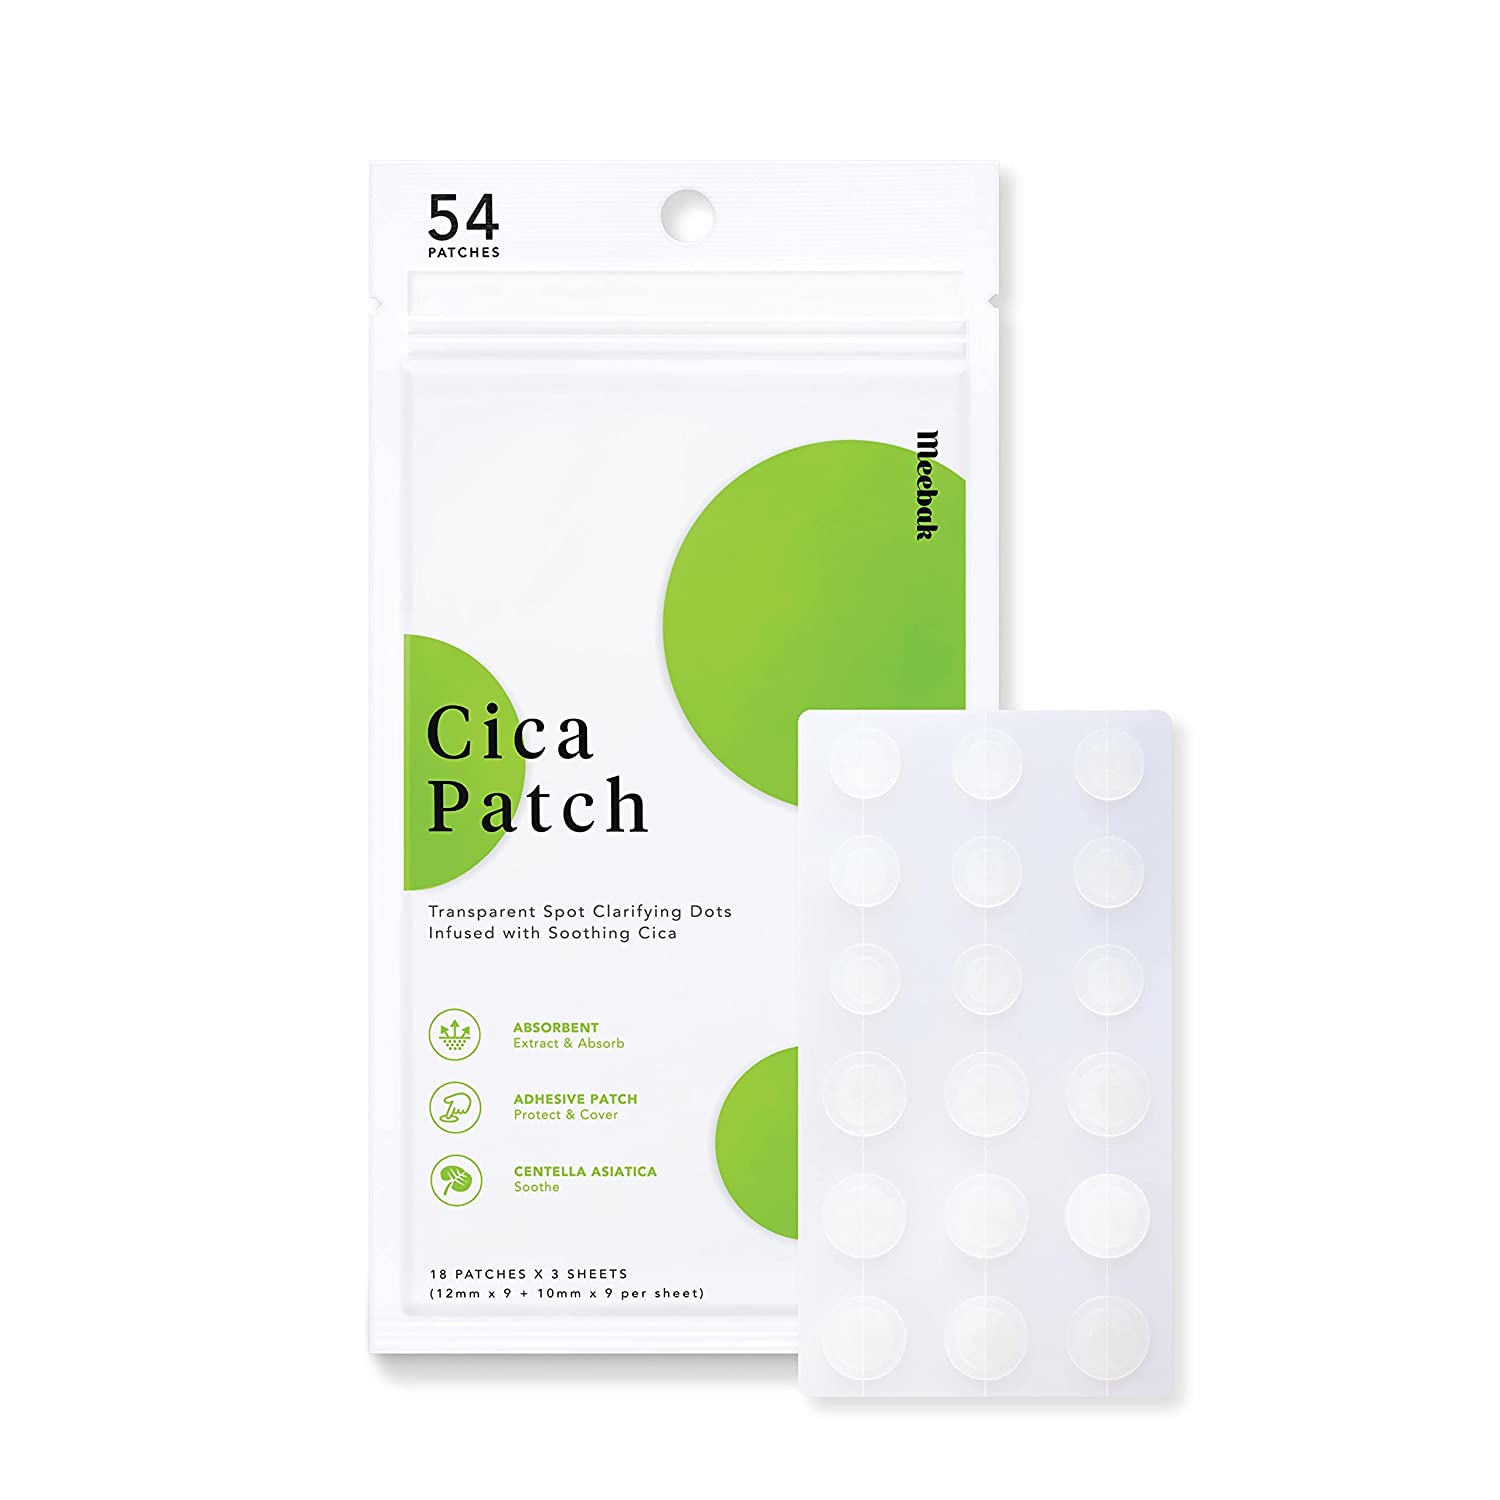 54
PATCHES
Meebak
Cica
Patch
Transparent Spot Clarifying Dots
Infused with Soothing Cica
ABSORBENT
Extract & Absorb
ADHESIVE PATCH
Protect & Cover
CENTELLA ASIATICA
Soothe
18 PATCHES X 3 SHEETS
(12mm x 9 + 10mm x 9 per sheet)